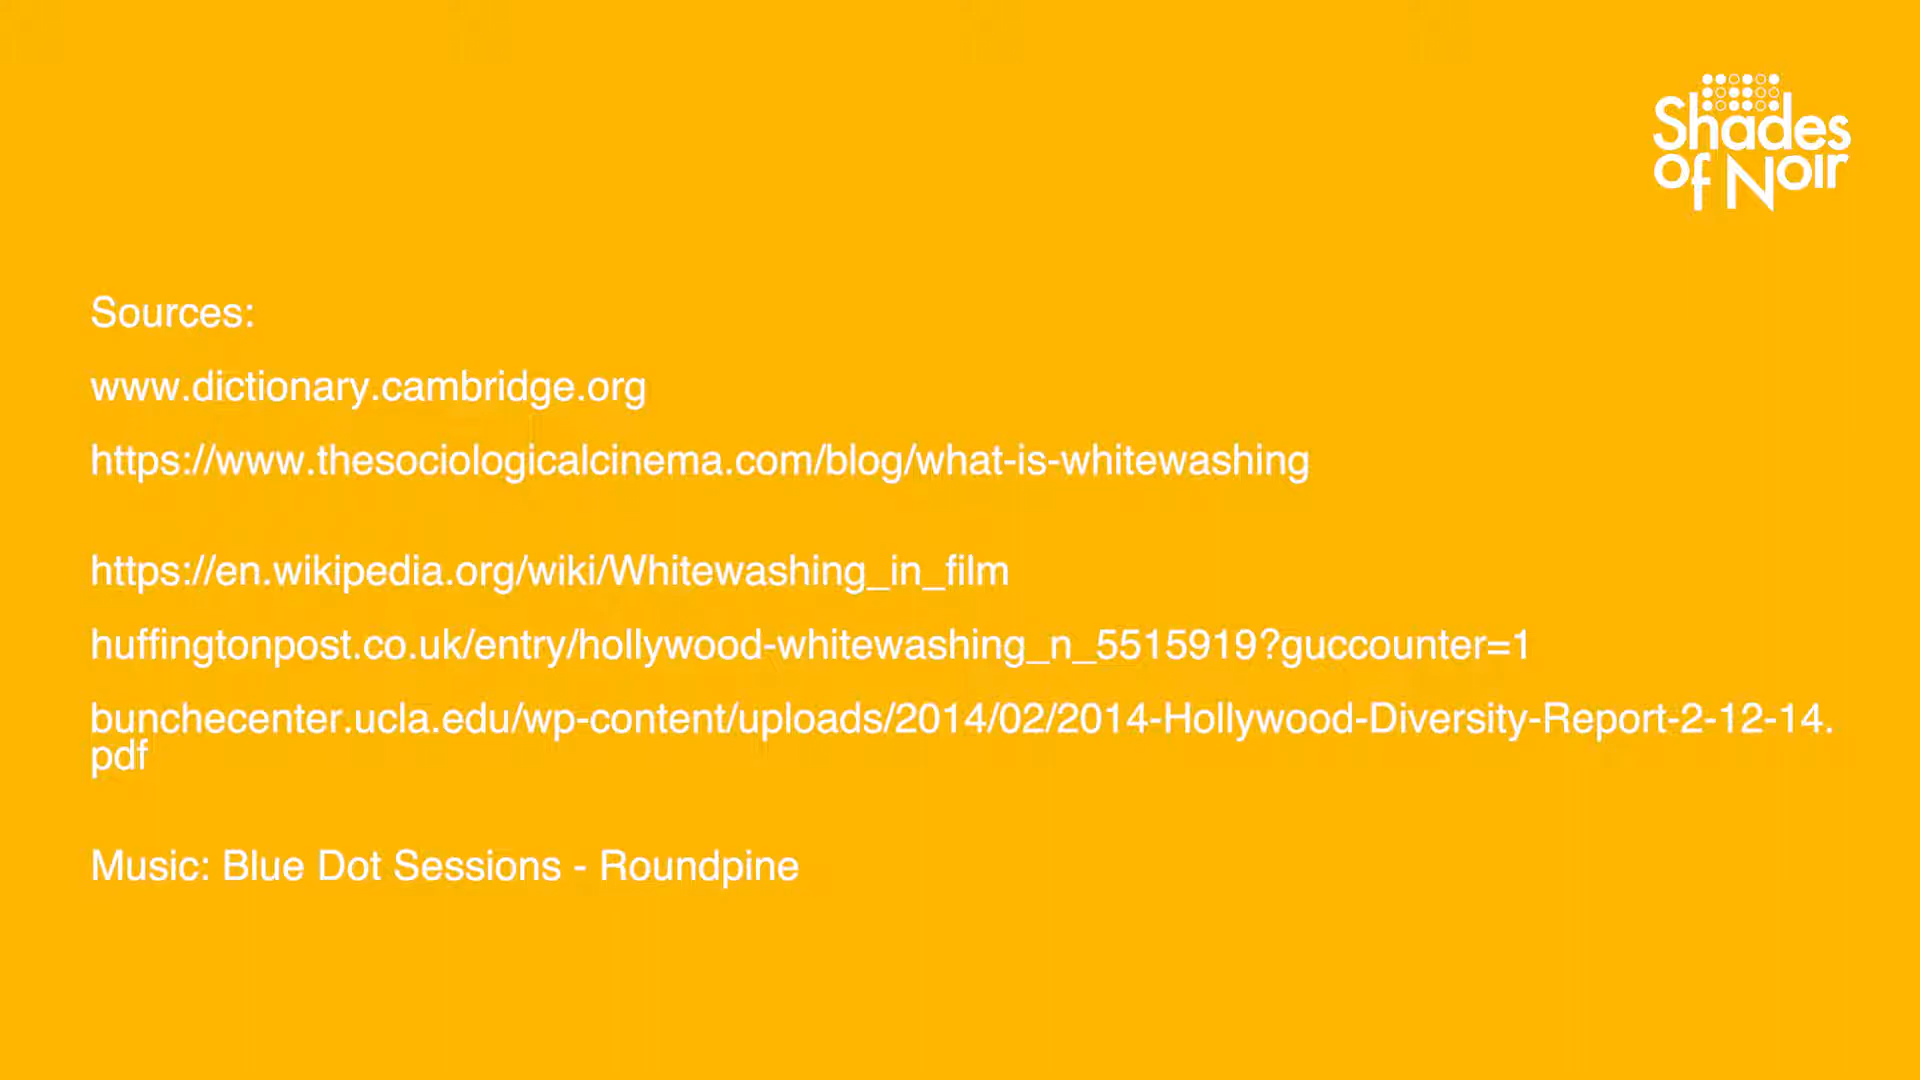 Shades
of Noir
Sources:
www.dictionary.cambridge.org
https://www.thesociologicalcinema.com/blog/what-is-whitewashing
https://en.wikipedia.org/wiki/Whitewashing_in_film
huffingtonpost.co.uk/entry/hollywood-whitewashing_n_5515919?guccounter=1
bunchecenter.ucla.edu/wp-content/uploads/2014/02/2014-Hollywood-Diversity-Report-2-12-14.
pdf
Music: Blue Dot Sessions - Roundpine